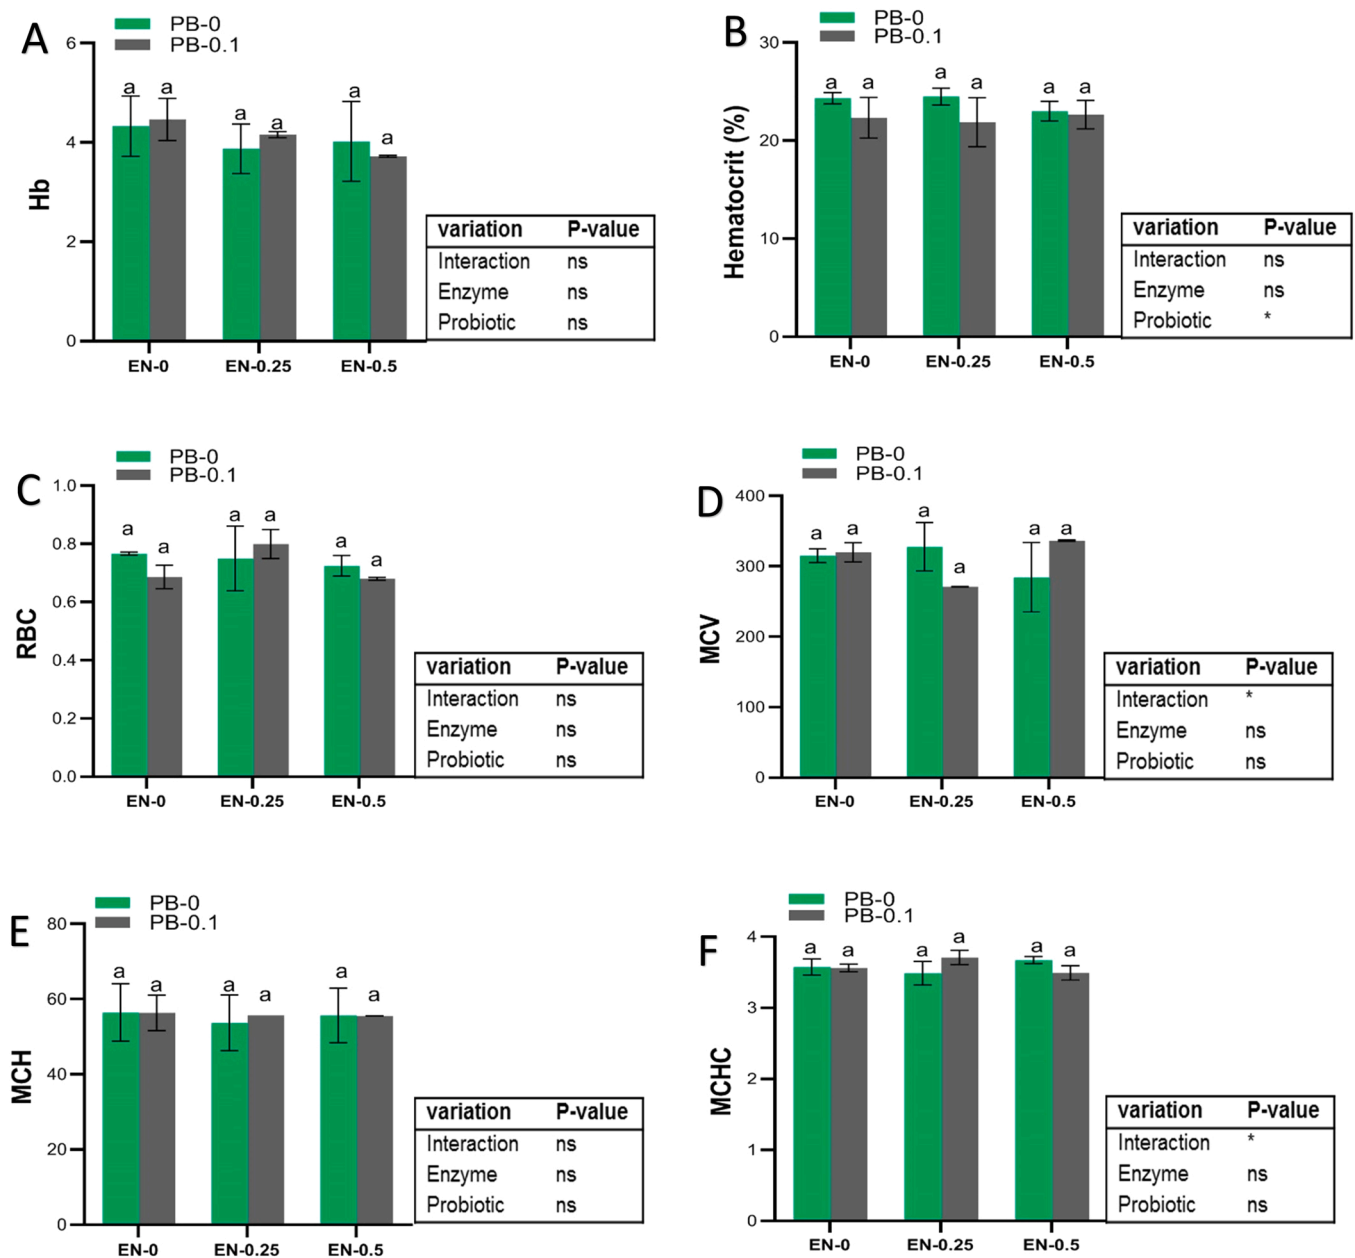 A
PB-0
PB-0.1
Hb
6
4
2
0
a a a a a a
EN-0 EN-0.25 EN-0.5
variation P-value
Interaction ns
Enzyme ns
Probiotic ns
B
PB-0
PB-0.1
Hematocrit (%)
30
20
10
0
a a a a a a
EN-0 EN-0.25 EN-0.5
variation P-value
Interaction ns
Enzyme ns
Probiotic *
C
PB-0
PB-0.1
RBC
1.0
0.8
0.6
0.4
0.2
0.0
a a a a a a
EN-0 EN-0.25 EN-0.5
variation P-value
Interaction ns
Enzyme ns
Probiotic ns
D
PB-0
PB-0.1
MCV
400
300
200
100
0
a a a a a a
EN-0 EN-0.25 EN-0.5
variation P-value
Interaction *
Enzyme ns
Probiotic ns
E
PB-0
PB-0.1
MCH
80
60
40
20
0
a a a a a a
EN-0 EN-0.25 EN-0.5
variation P-value
Interaction ns
Enzyme ns
Probiotic ns
F
PB-0
PB-0.1
MCHC
4
3
2
1
0
a a a a a a
EN-0 EN-0.25 EN-0.5
variation P-value
Interaction *
Enzyme ns
Probiotic ns